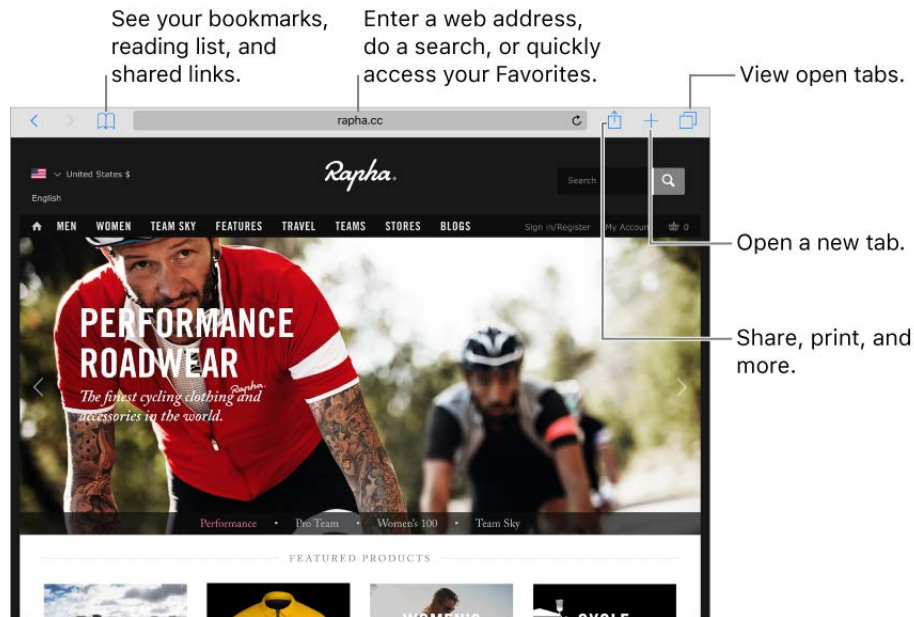 See your bookmarks,
reading list, and
shared links.
Enter a web address,
do a search, or quickly
access your Favorites.
View open tabs.
rapha.cc
United States $
English
Rapha.
Search
MEN WOMEN TEAM SKY FEATURES TRAVEL TEAMS STORES BLOGS Sign in/Register My Account 0
Open a new tab.
PERFORMANCE
ROADWEAR
The finest cycling clothing and
accessories in the world.
Rapha.
Share, print, and
more.
Performance • Pro Team • Women's 100 • Team Sky
FEATURED PRODUCTS
WOMEN'S
CYCLE